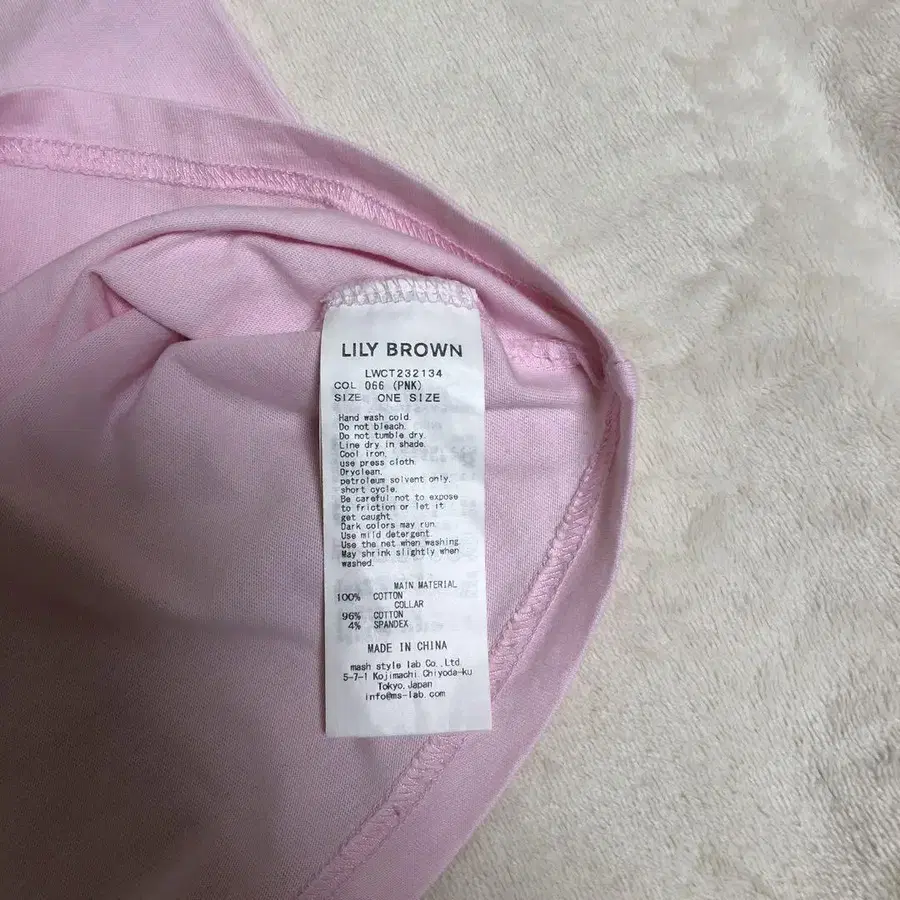 LILY BROWN
LWCT232134
COL 066 (PNK)
SIZE ONE SIZE
Hand wash cold.
Do not bleach.
Do not tumble dry.
Line dry in shade.
Cool iron,
use press cloth.
Dryclean,
petroleum solvent only,
short cycle.
Be careful not to expose
to friction or let it
get caught.
Dark colors may run.
Use mild detergent.
Use the net when washing.
May shrink slightly when
washed.
MAIN MATERIAL
100% COTTON
COLLAR
96% COTTON
4% SPANDEX
MADE IN CHINA
mash style lab Co.,Ltd.
5-7-1 Kojimachi Chiyoda-ku
Tokyo,Japan
info@ms-lab.com